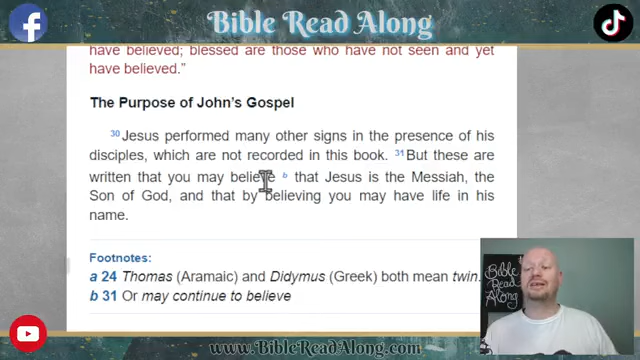 Bible Read Along
have believed; blessed are those who have not seen and yet
have believed.”
The Purpose of John’s Gospel
30 Jesus performed many other signs in the presence of his
disciples, which are not recorded in this book. 31 But these are
written that you may believe b that Jesus is the Messiah, the
Son of God, and that by believing you may have life in his
name.
Footnotes:
a 24 Thomas (Aramaic) and Didymus (Greek) both mean twin.
b 31 Or may continue to believe
Bible
Read
Along
www.BibleReadAlong.com